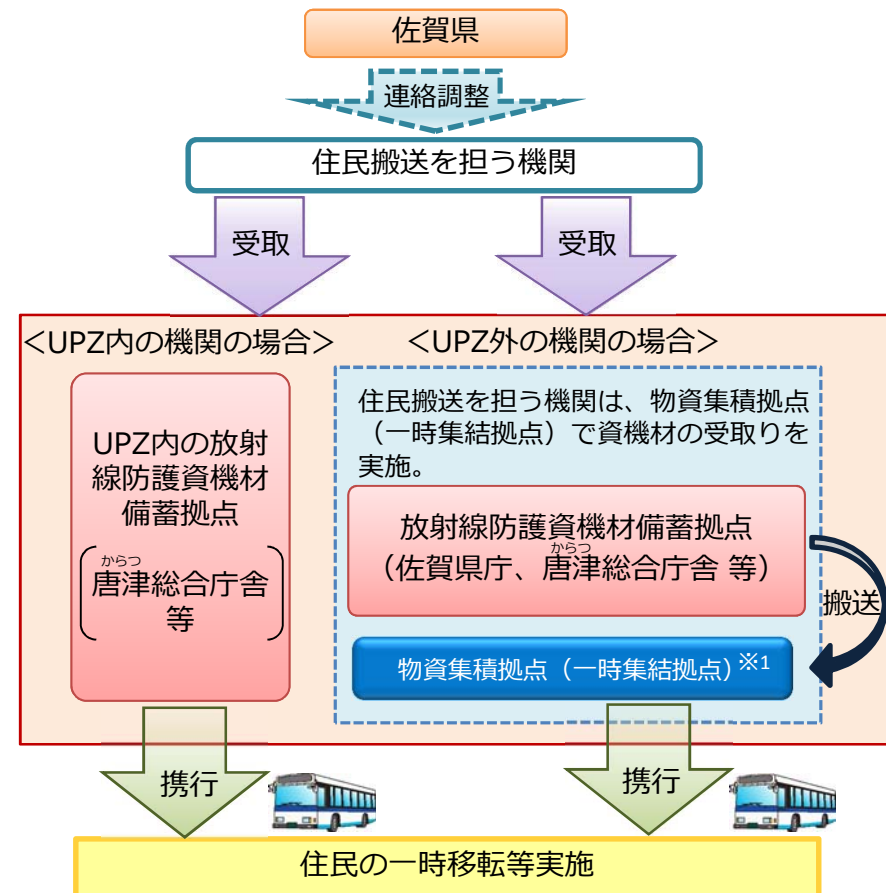 佐賀県
連絡調整
住民搬送を担う機関
受取
受取
＜UPZ内の機関の場合＞
UPZ内の放射
線防護資機材
備蓄拠点
からつ
唐津総合庁舎
等
＜UPZ外の機関の場合＞
住民搬送を担う機関は、物資集積拠点
（一時集結拠点）で資機材の受取りを
実施。
放射線防護資機材備蓄拠点
からつ
（佐賀県庁、唐津総合庁舎 等）
搬送
物資集積拠点（一時集結拠点）※1
携行
携行
住民の一時移転等実施